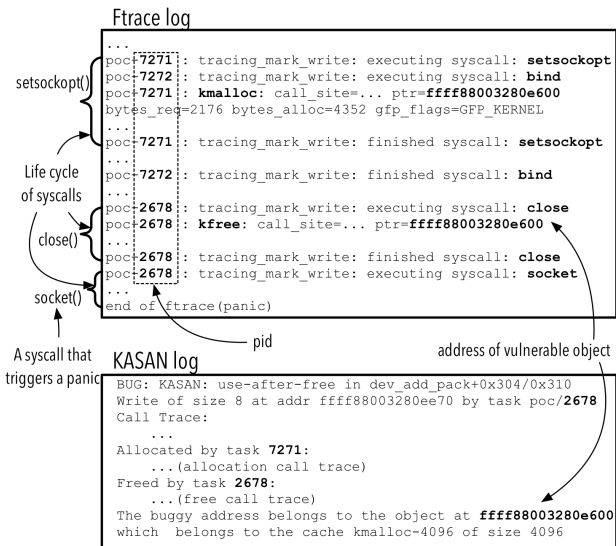 Ftrace log
...
poc-7271 : tracing_mark_write: executing syscall: setsockopt
poc-7272 : tracing_mark_write: executing syscall: bind
poc-7271 : kmalloc: call_site=... ptr=ffff88003280e600
bytes_req=2176 bytes_alloc=4352 gfp_flags=GFP_KERNEL
...
poc-7271 : tracing_mark_write: finished syscall: setsockopt
...
poc-7272 : tracing_mark_write: finished syscall: bind
...
poc-2678 : tracing_mark_write: executing syscall: close
poc-2678 : kfree: call_site=... ptr=ffff88003280e600
...
poc-2678 : tracing_mark_write: finished syscall: close
poc-2678 : tracing_mark_write: executing syscall: socket
...
end of ftrace(panic)
setsockopt()
Life cycle
of syscalls
close()
socket()
A syscall that
triggers a panic
pid
address of vulnerable object
KASAN log
BUG: KASAN: use-after-free in dev_add_pack+0x304/0x310
Write of size 8 at addr ffff88003280ee70 by task poc/2678
Call Trace:
...
Allocated by task 7271:
...(allocation call trace)
Freed by task 2678:
...(free call trace)
The buggy address belongs to the object at ffff88003280e600
which belongs to the cache kmalloc-4096 of size 4096